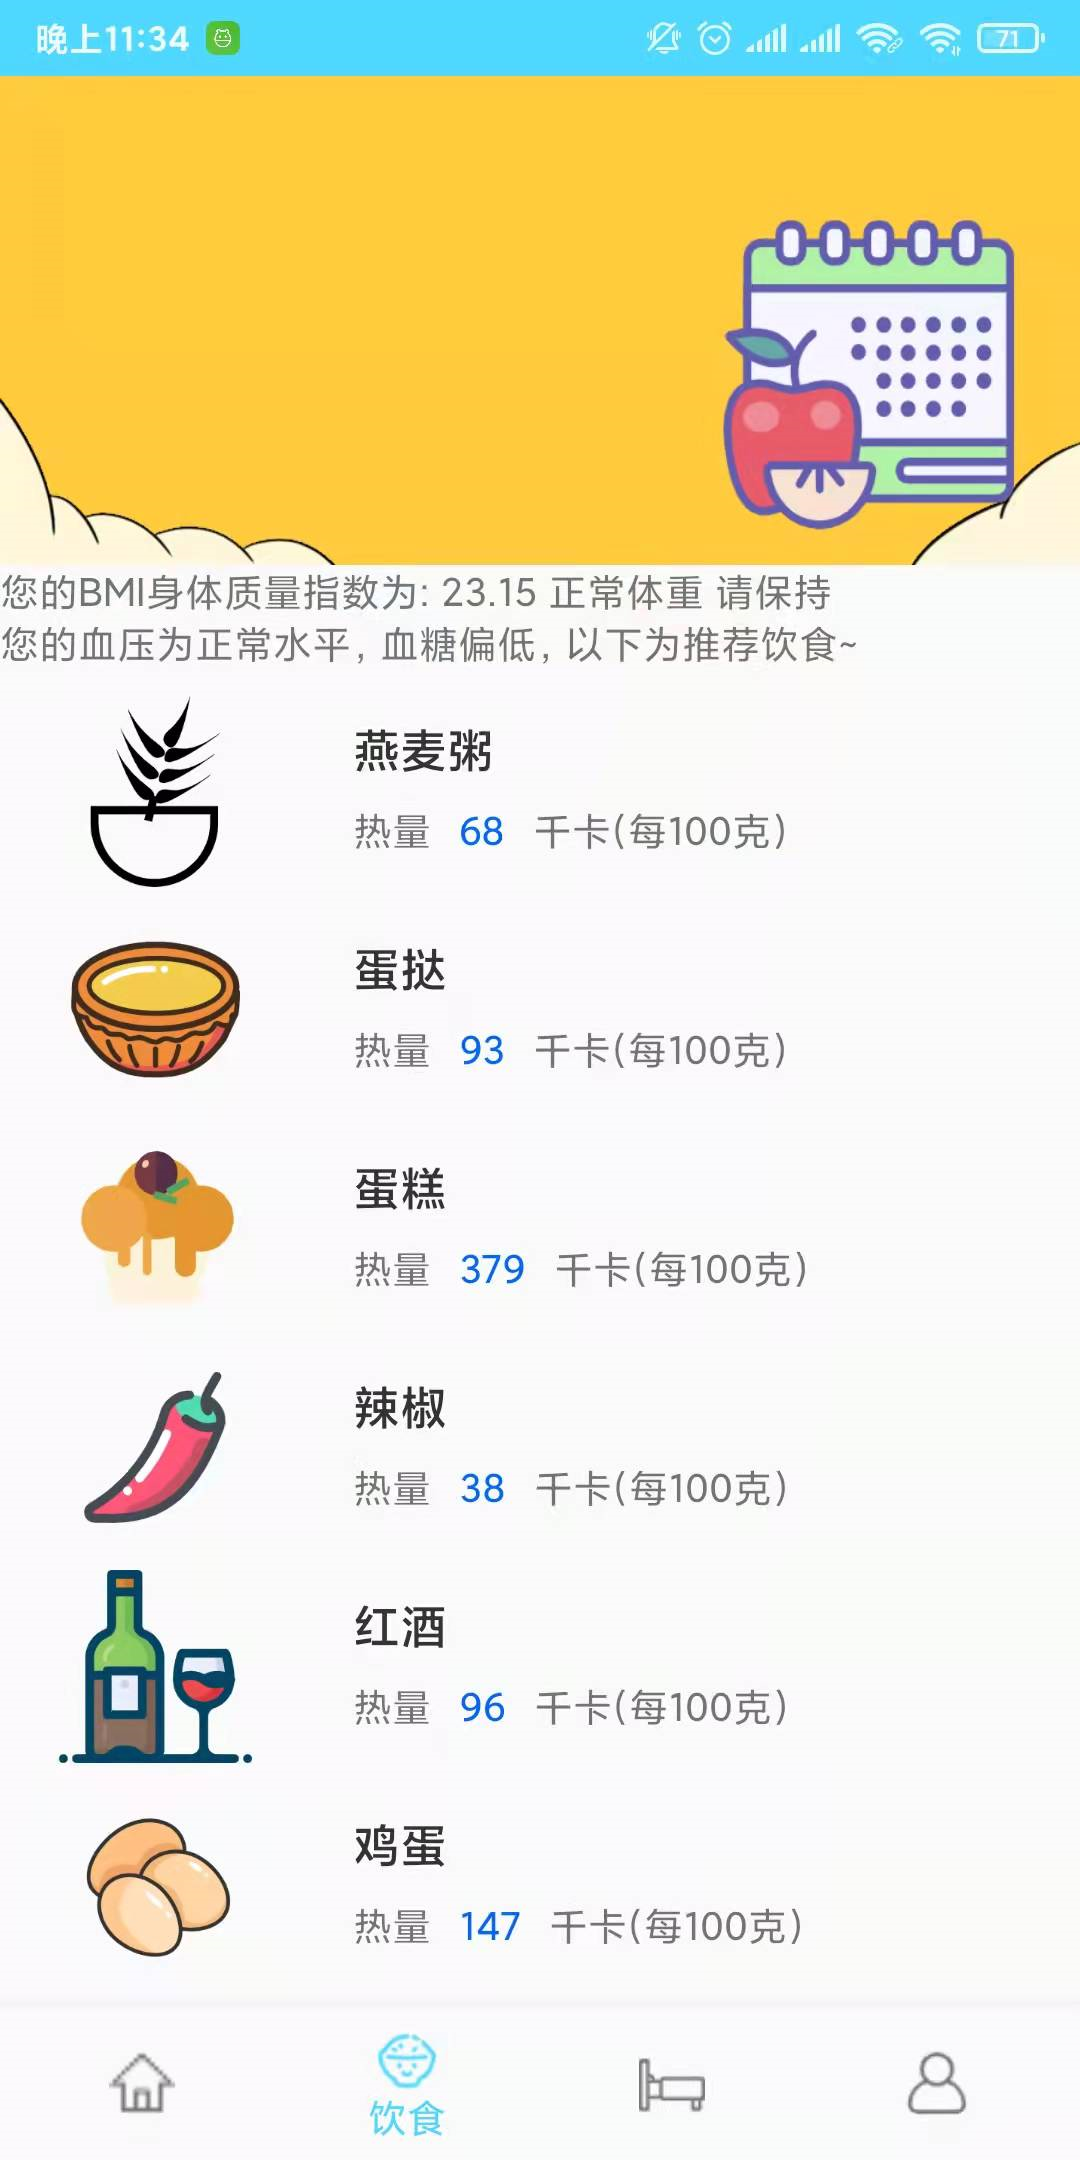 晚上11:34
71
您的BMI身体质量指数为: 23.15 正常体重 请保持
您的血压为正常水平, 血糖偏低, 以下为推荐饮食~
燕麦粥
热量 68 千卡(每100克)
蛋挞
热量 93 千卡(每100克)
蛋糕
热量 379 千卡(每100克)
辣椒
热量 38 千卡(每100克)
红酒
热量 96 千卡(每100克)
鸡蛋
热量 147 千卡(每100克)
饮食